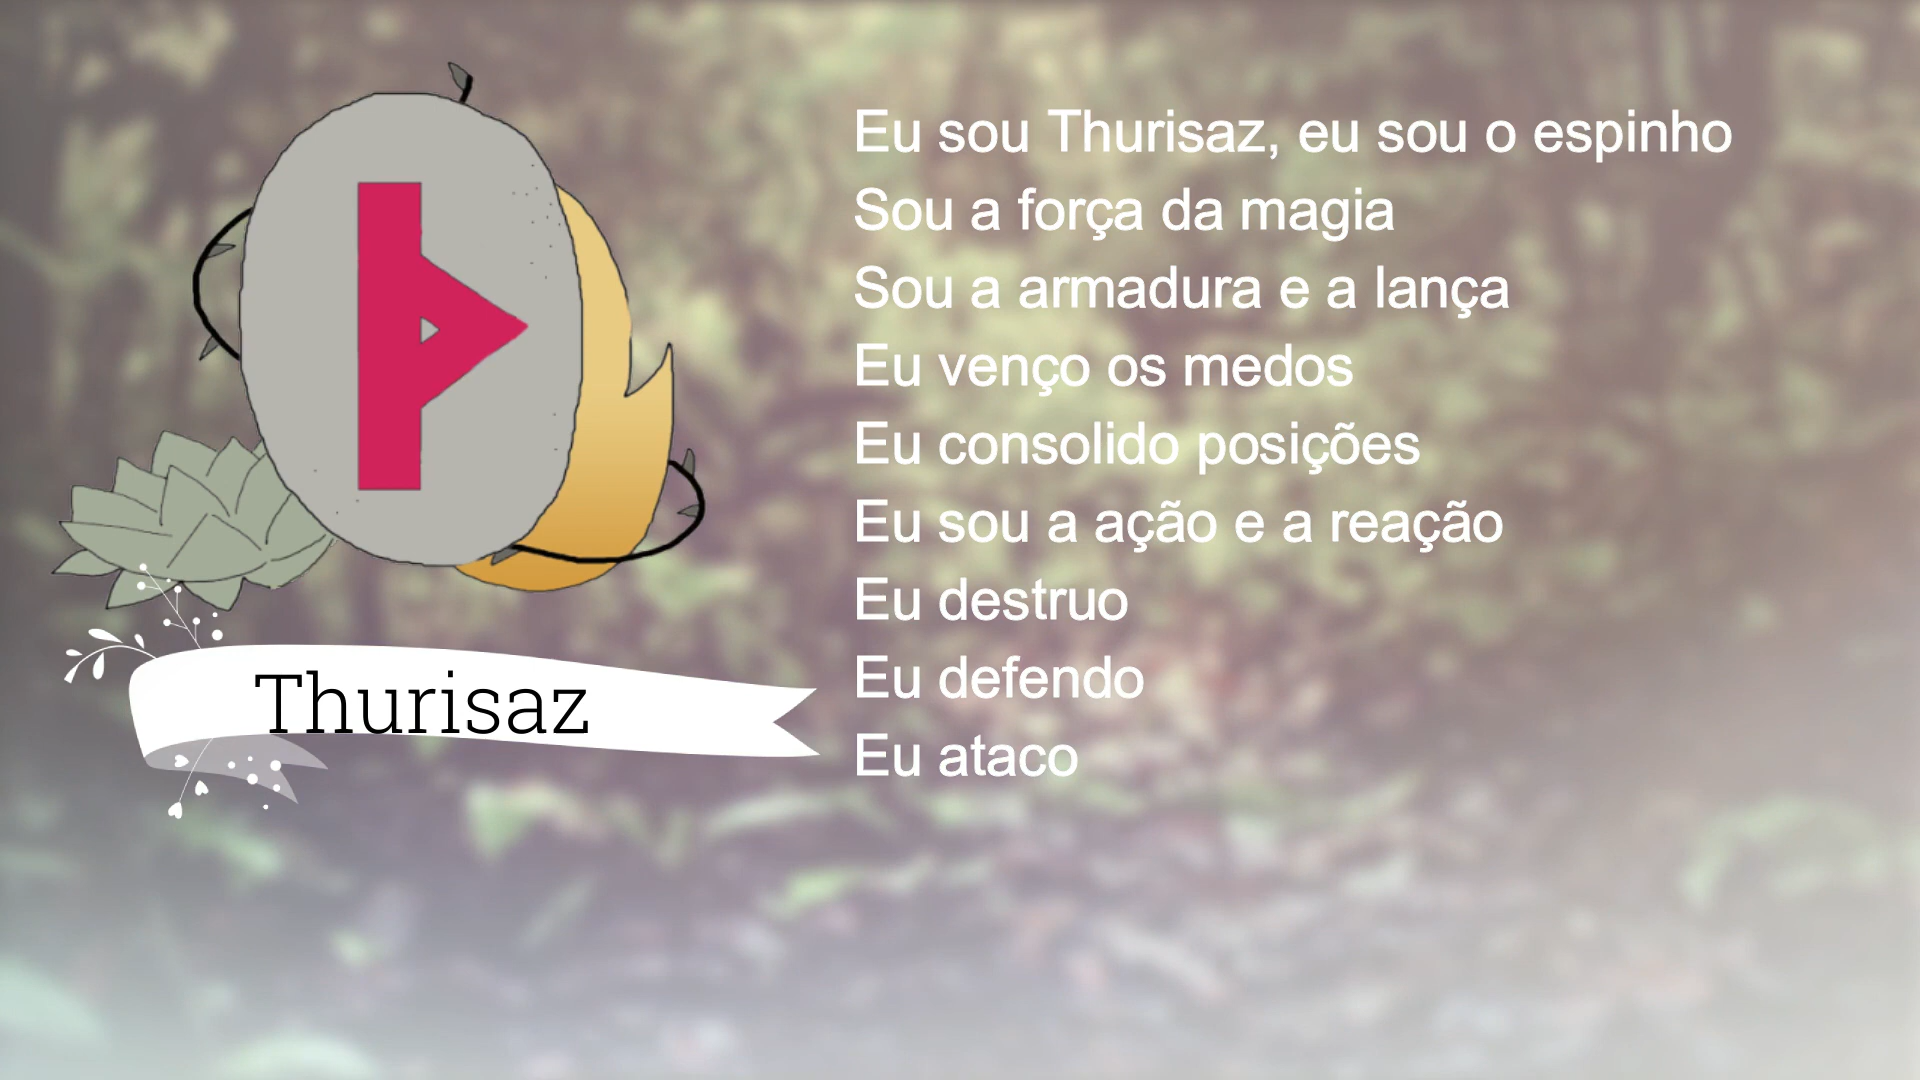 Thurisaz
Eu sou Thurisaz, eu sou o espinho
Sou a força da magia
Sou a armadura e a lança
Eu venço os medos
Eu consolido posições
Eu sou a ação e a reação
Eu destruo
Eu defendo
Eu ataco